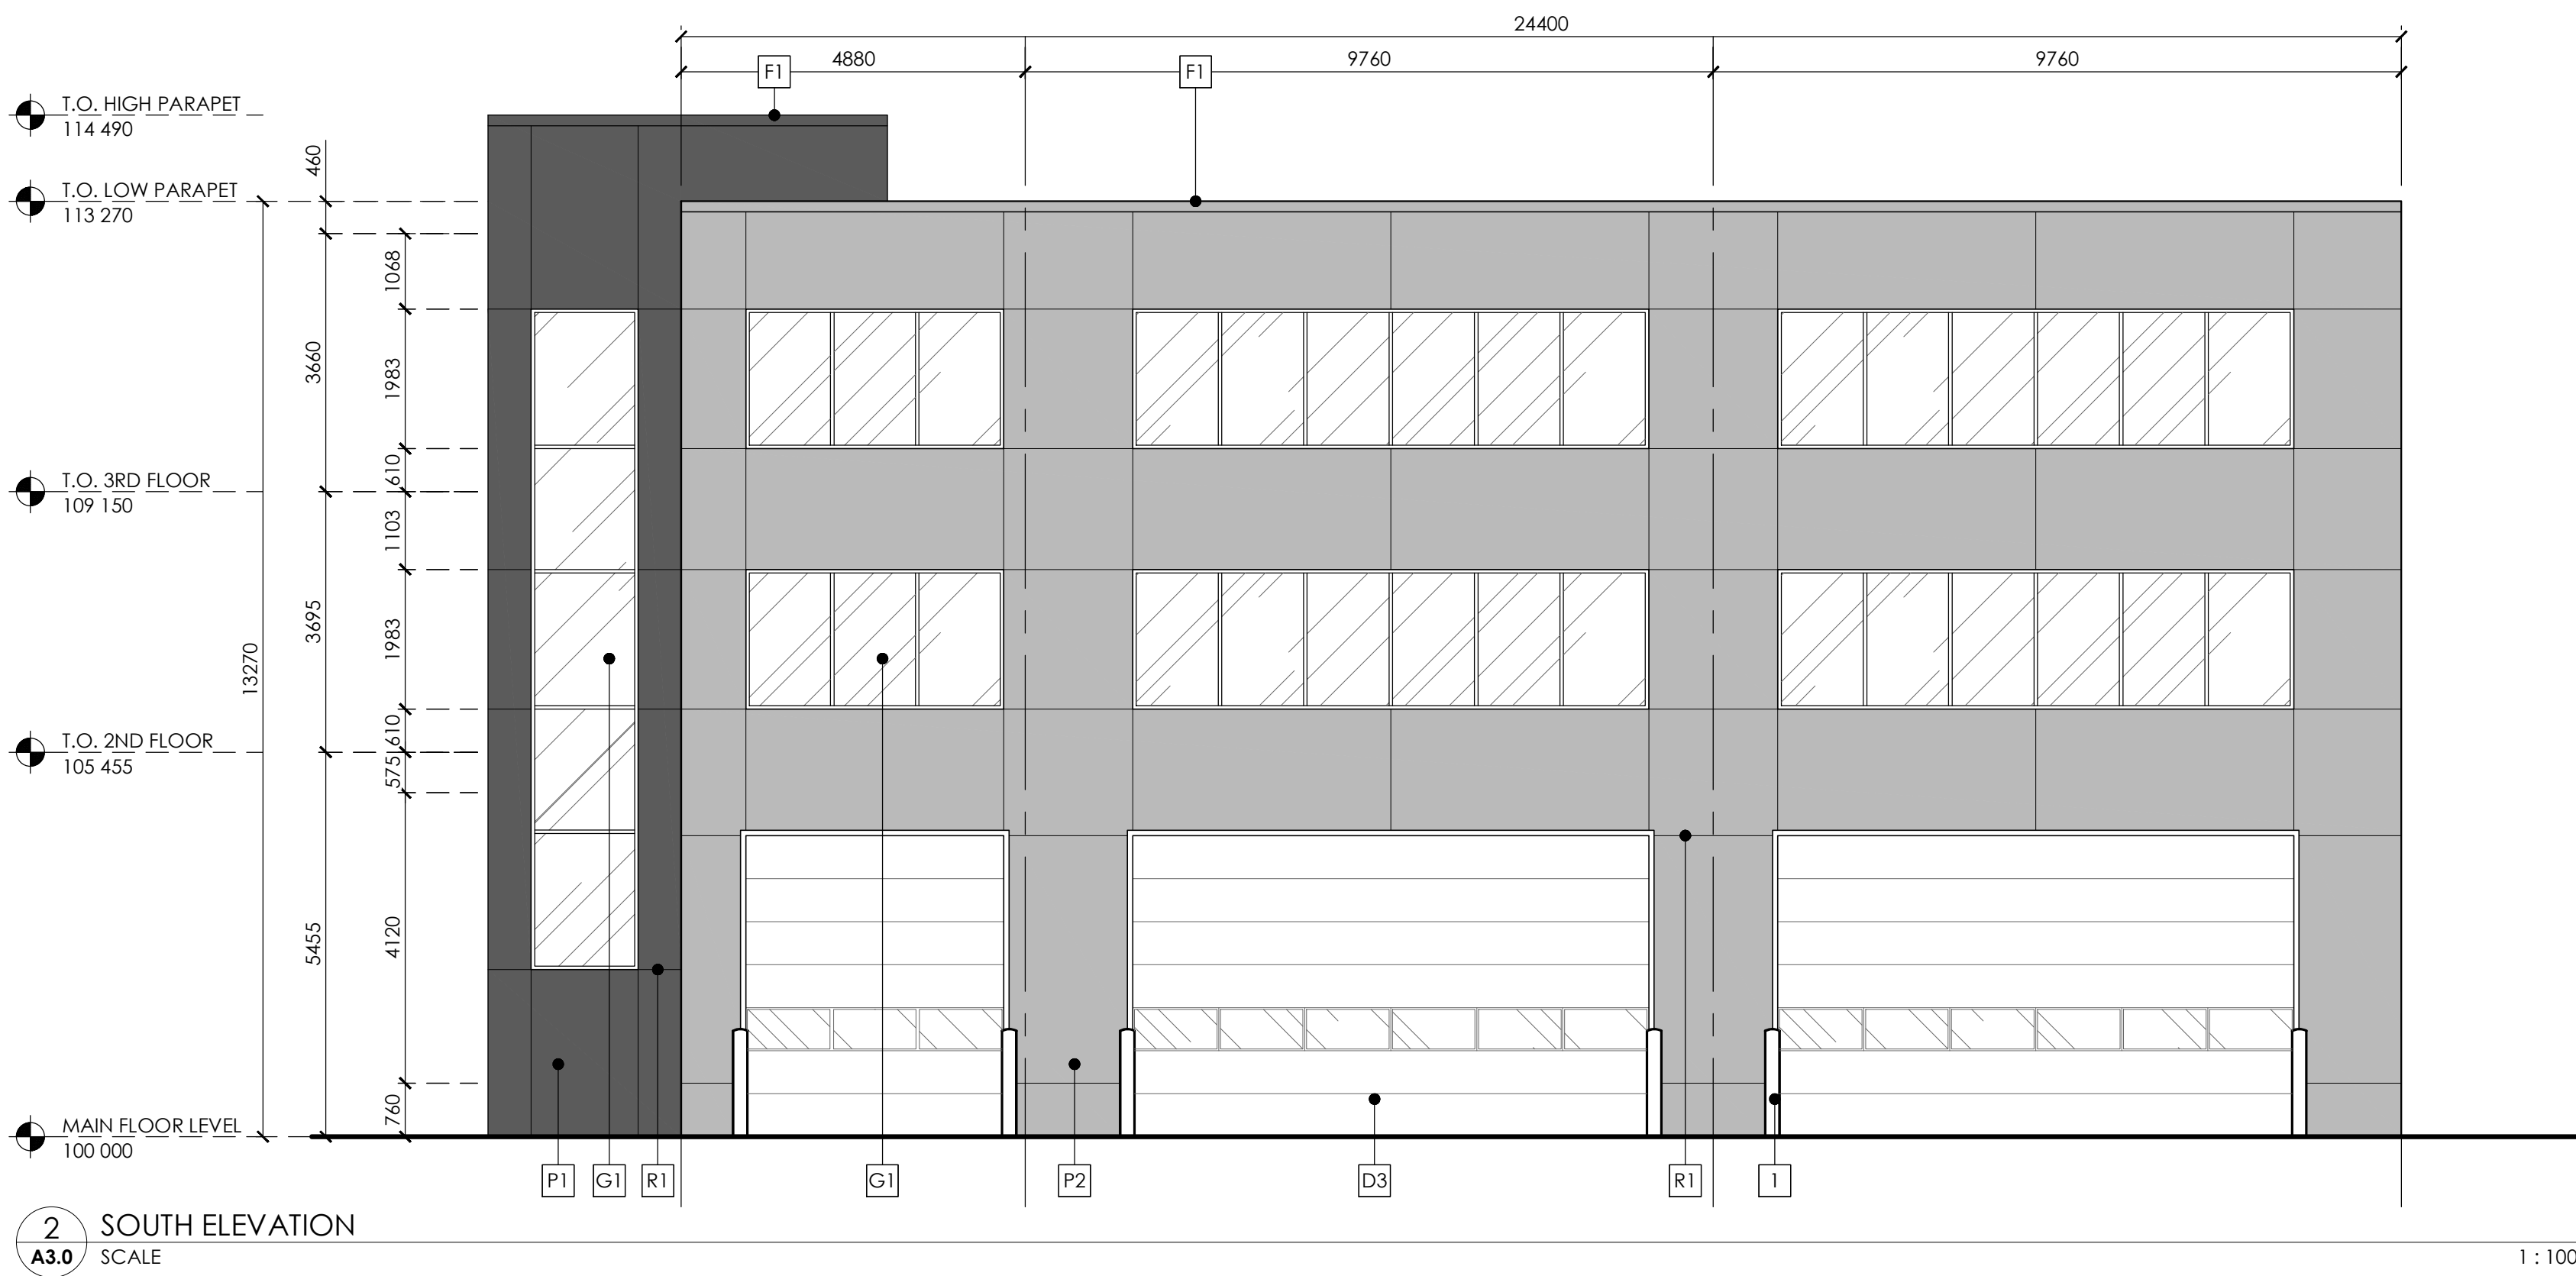 24400
4880
9760
9760
F1
F1
T.O. HIGH PARAPET
114 490
T.O. LOW PARAPET
113 270
T.O. 3RD FLOOR
109 150
T.O. 2ND FLOOR
105 455
MAIN FLOOR LEVEL
100 000
13270
460
3660
3695
5455
1068
1983
610
1103
1983
610
575
4120
760
P1
G1
R1
G1
P2
D3
R1
1
2
A3.0
SOUTH ELEVATION
SCALE
1 : 100